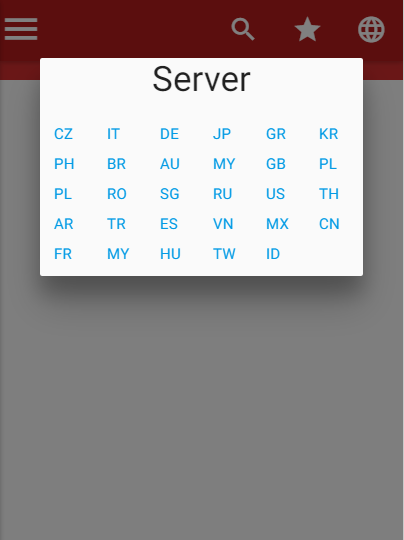 Server
CZ IT DE JP GR KR
PH BR AU MY GB PL
PL RO SG RU US TH
AR TR ES VN MX CN
FR MY HU TW ID